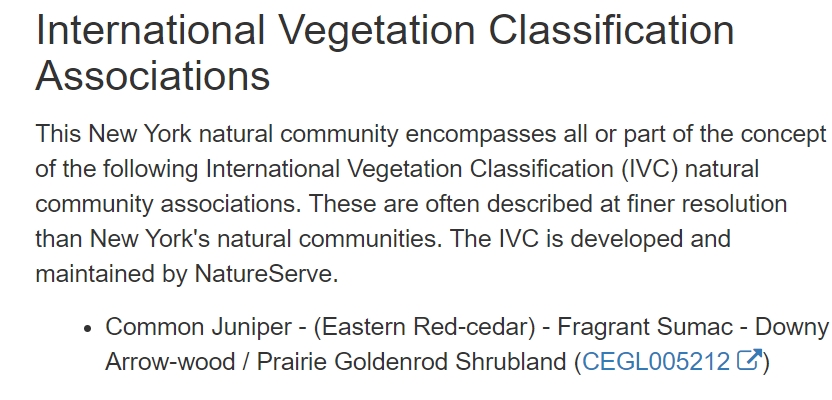 International Vegetation Classification
Associations
This New York natural community encompasses all or part of the concept
of the following International Vegetation Classification (IVC) natural
community associations. These are often described at finer resolution
than New York's natural communities. The IVC is developed and
maintained by NatureServe.
• Common Juniper - (Eastern Red-cedar) - Fragrant Sumac - Downy
Arrow-wood / Prairie Goldenrod Shrubland (CEGL005212)